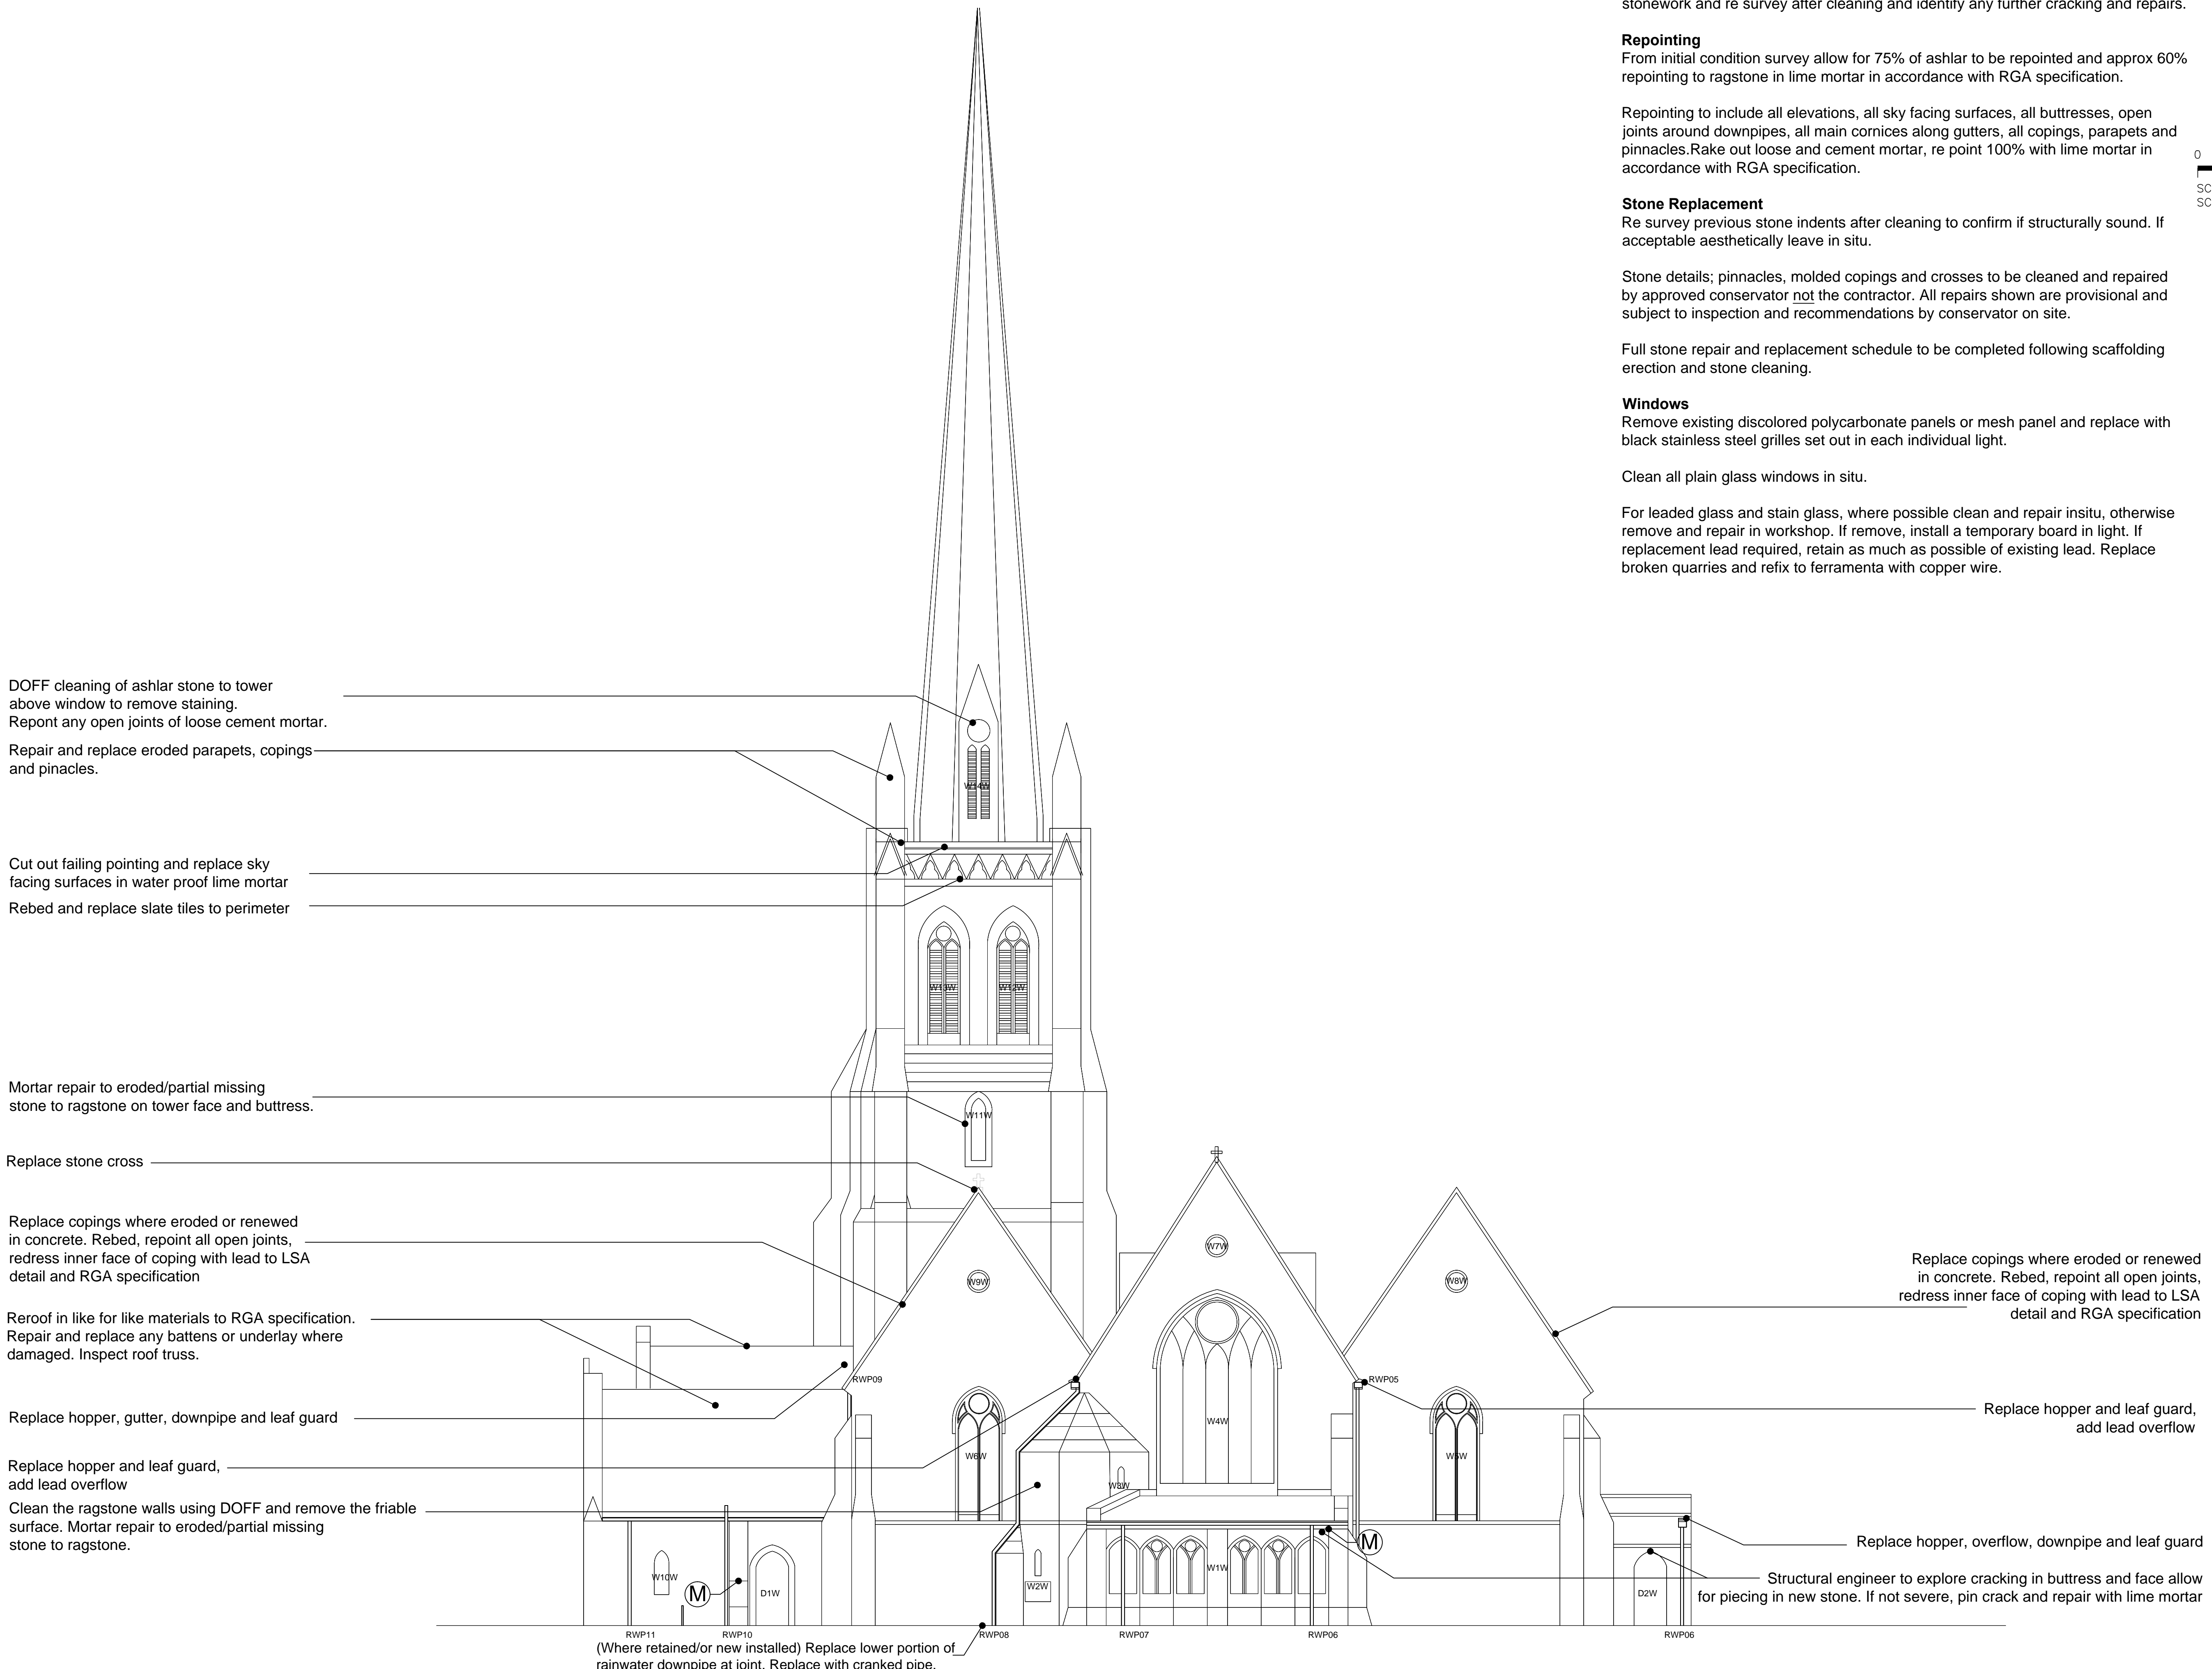 stonework and re survey after cleaning and identify any further cracking and repairs.
Repointing
From initial condition survey allow for 75% of ashlar to be repointed and approx 60%
repointing to ragstone in lime mortar in accordance with RGA specification.
Repointing to include all elevations, all sky facing surfaces, all buttresses, open
joints around downpipes, all main cornices along gutters, all copings, parapets and
pinnacles.Rake out loose and cement mortar, re point 100% with lime mortar in
accordance with RGA specification.
Stone Replacement
Re survey previous stone indents after cleaning to confirm if structurally sound. If
acceptable aesthetically leave in situ.
Stone details; pinnacles, molded copings and crosses to be cleaned and repaired
by approved conservator not the contractor. All repairs shown are provisional and
subject to inspection and recommendations by conservator on site.
Full stone repair and replacement schedule to be completed following scaffolding
erection and stone cleaning.
Windows
Remove existing discolored polycarbonate panels or mesh panel and replace with
black stainless steel grilles set out in each individual light.
Clean all plain glass windows in situ.
For leaded glass and stain glass, where possible clean and repair insitu, otherwise
remove and repair in workshop. If remove, install a temporary board in light. If
replacement lead required, retain as much as possible of existing lead. Replace
broken quarries and refix to ferramenta with copper wire.
0
SC
SC
DOFF cleaning of ashlar stone to tower
above window to remove staining.
Repont any open joints of loose cement mortar.
Repair and replace eroded parapets, copings
and pinacles.
Cut out failing pointing and replace sky
facing surfaces in water proof lime mortar
Rebed and replace slate tiles to perimeter
Mortar repair to eroded/partial missing
stone to ragstone on tower face and buttress.
Replace stone cross
Replace copings where eroded or renewed
in concrete. Rebed, repoint all open joints,
redress inner face of coping with lead to LSA
detail and RGA specification
Reroof in like for like materials to RGA specification.
Repair and replace any battens or underlay where
damaged. Inspect roof truss.
Replace hopper, gutter, downpipe and leaf guard
Replace hopper and leaf guard,
add lead overflow
Clean the ragstone walls using DOFF and remove the friable
surface. Mortar repair to eroded/partial missing
stone to ragstone.
W14W
W13W
W12W
W11W
W7W
W9W
W8W
RWP09
RWP05
W4W
W6W
W5W
W3W
W10W
M
D1W
W2W
W1W
M
D2W
RWP11
RWP10
RWP08
RWP07
RWP06
RWP06
(Where retained/or new installed) Replace lower portion of
rainwater downpipe at joint. Replace with cranked pipe.
Replace copings where eroded or renewed
in concrete. Rebed, repoint all open joints,
redress inner face of coping with lead to LSA
detail and RGA specification
Replace hopper and leaf guard,
add lead overflow
Replace hopper, overflow, downpipe and leaf guard
Structural engineer to explore cracking in buttress and face allow
for piecing in new stone. If not severe, pin crack and repair with lime mortar